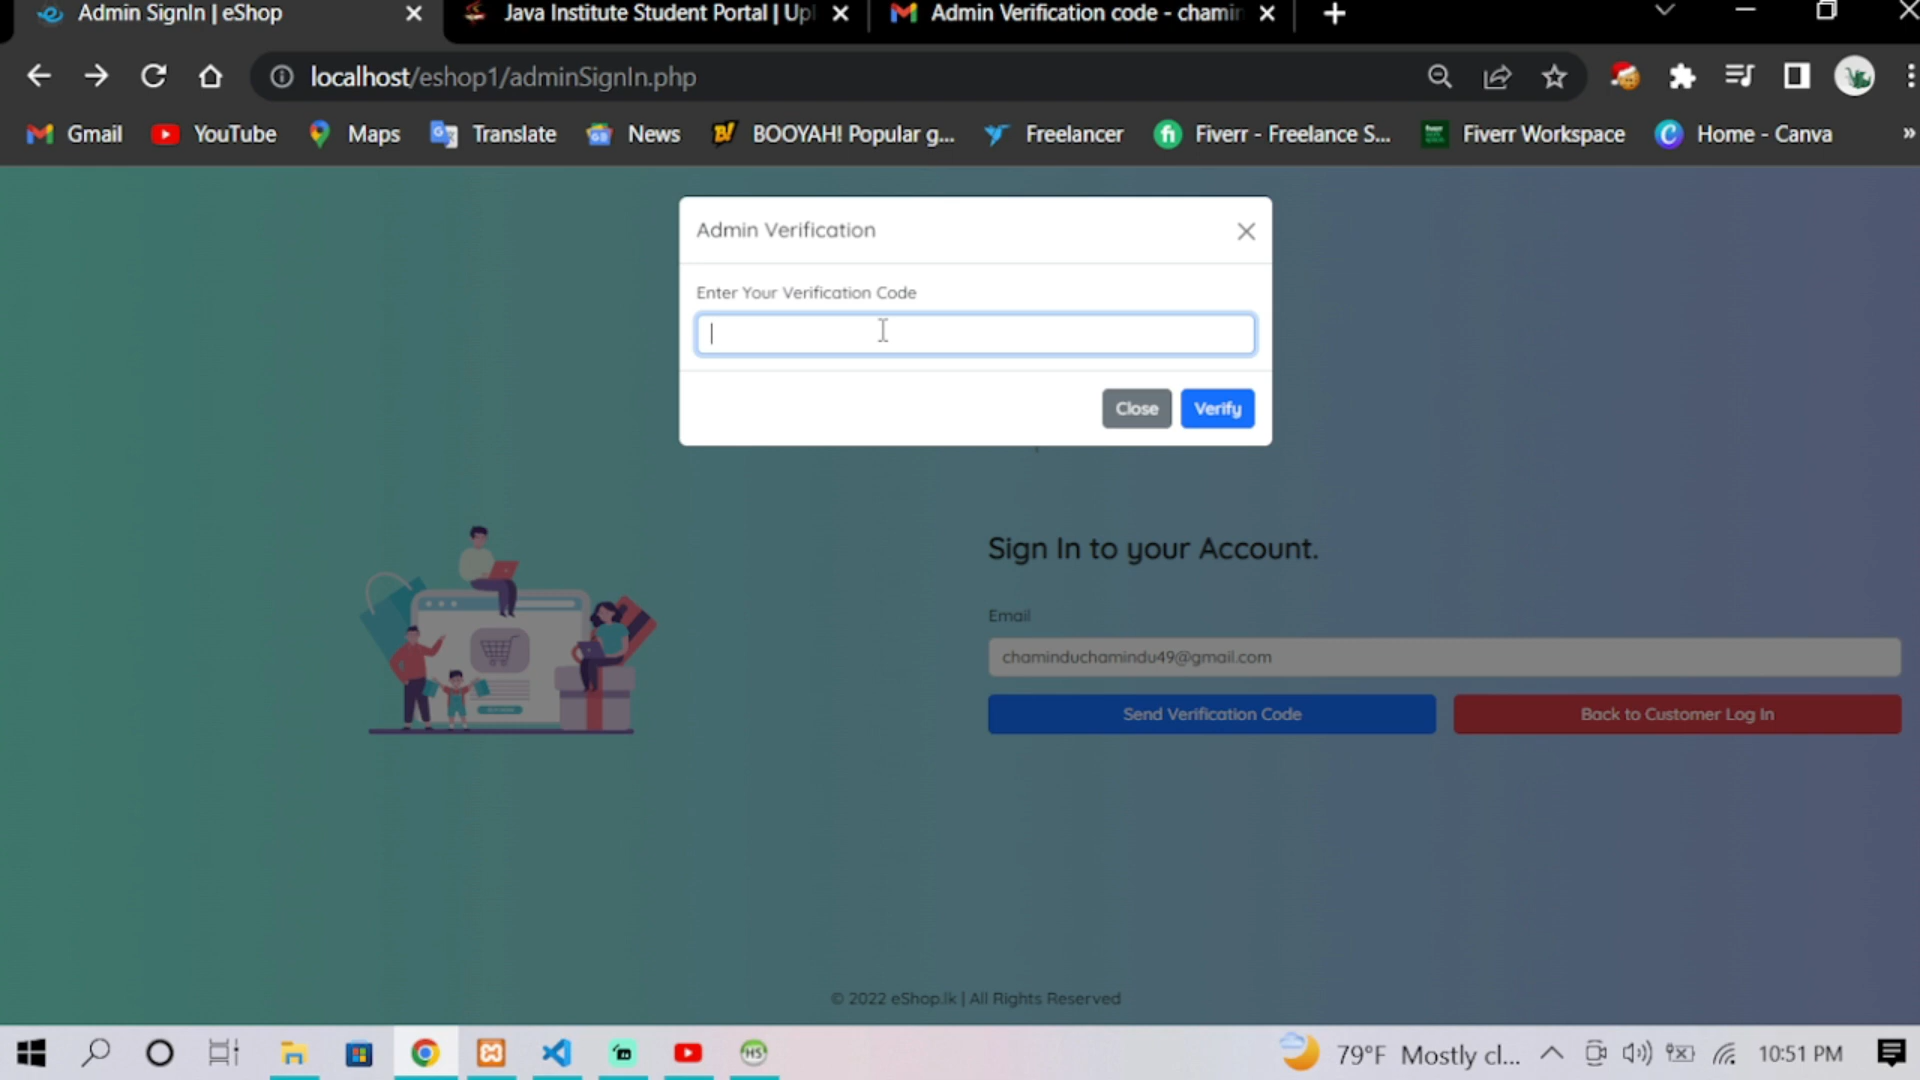 Admin SignIn | eShop
Java Institute Student Portal | Upl
Admin Verification code - chamin
localhost/eshop1/adminSignIn.php
Gmail
YouTube
Maps
Translate
News
BOOYAH! Popular g...
Freelancer
Fiverr - Freelance S...
Fiverr Workspace
Home - Canva
»
Admin Verification
Enter Your Verification Code
Close
Verify
Sign In to your Account.
Email
chaminduchamindu49@gmail.com
Send Verification Code
Back to Customer Log In
© 2022 eShop.lk | All Rights Reserved
79°F Mostly cl...
10:51 PM